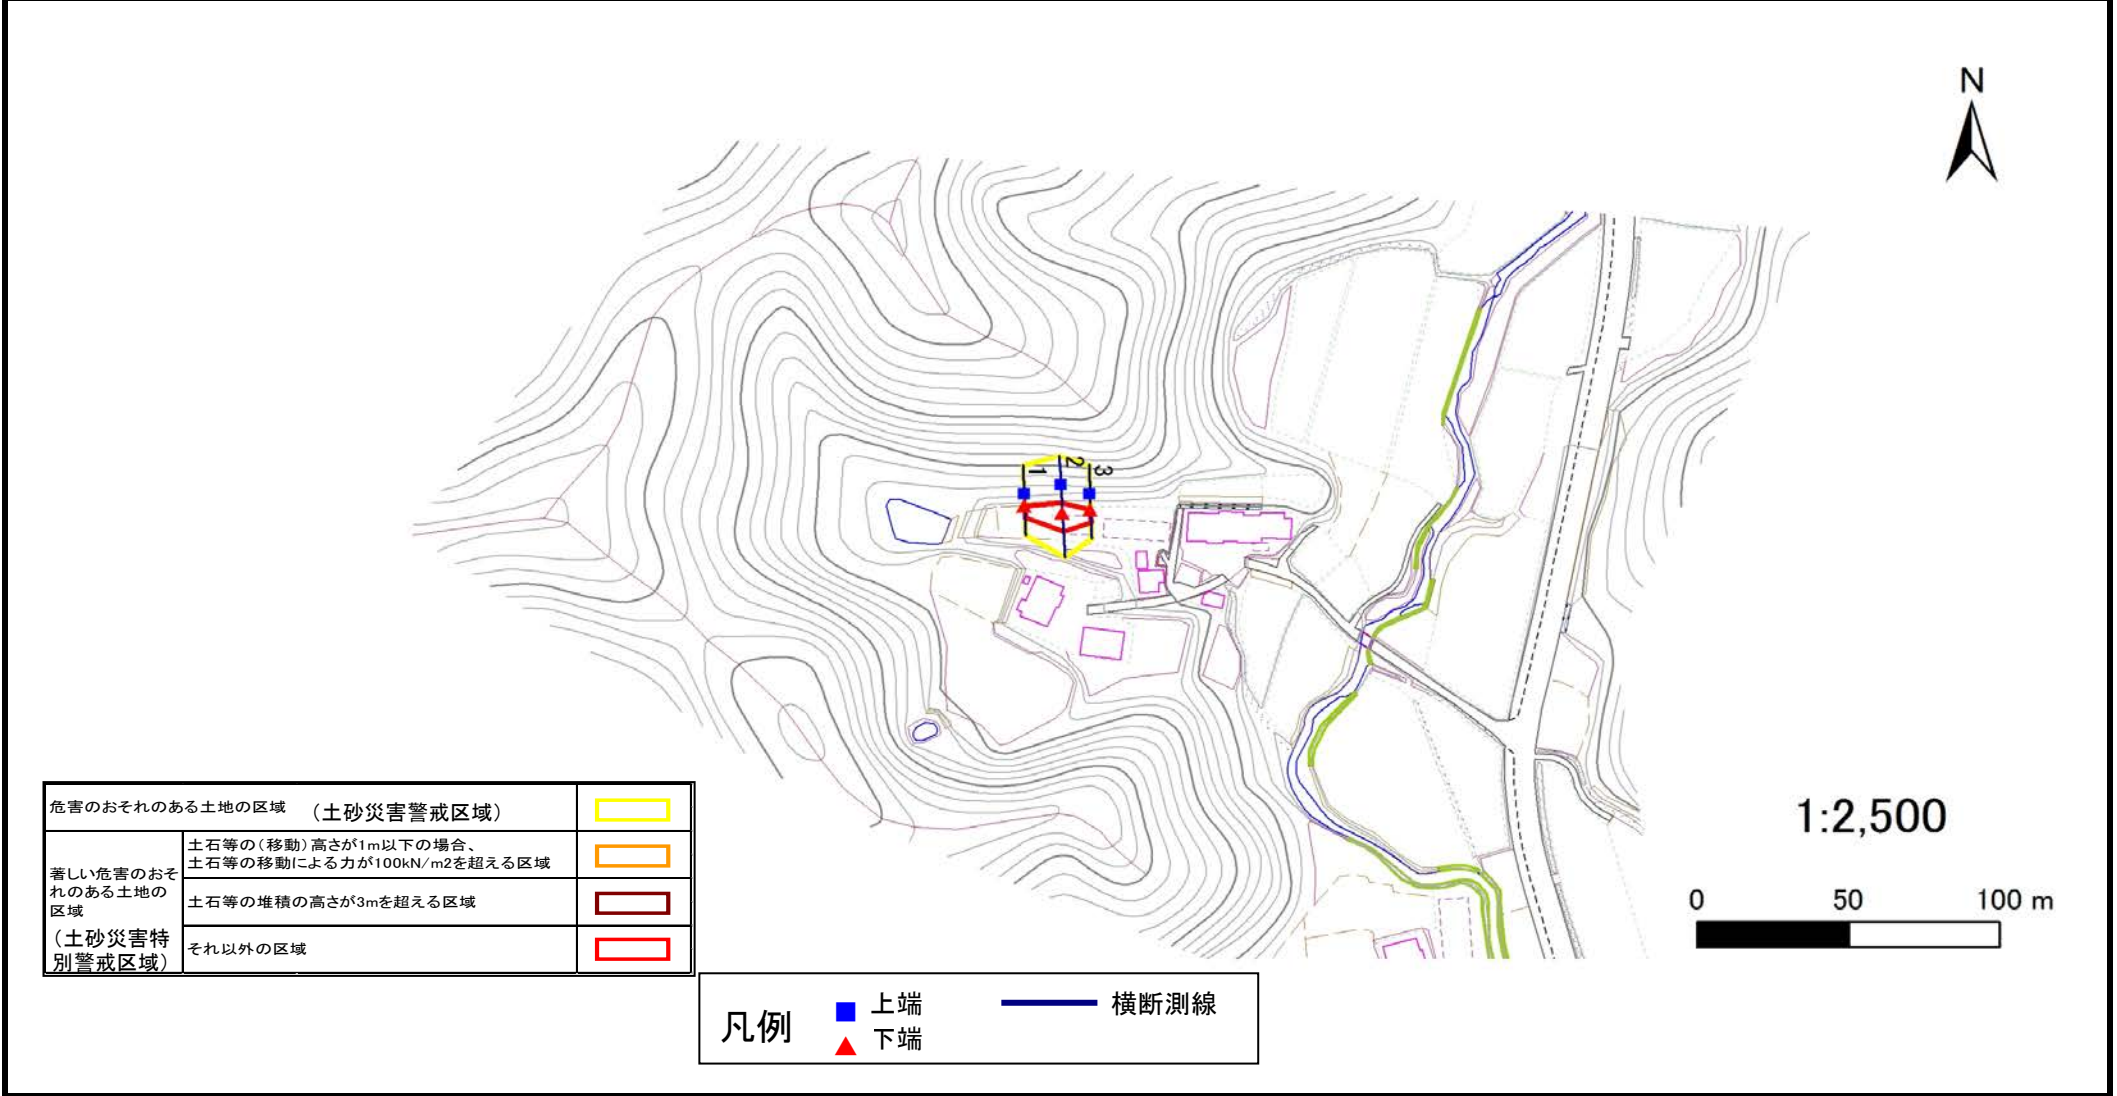 N
1
2
3
危害のおそれのある土地の区域 (土砂災害警戒区域)
著しい危害のおそ
れのある土地の
区域
(土砂災害特
別警戒区域)
土石等の(移動)高さが1m以下の場合、
土石等の移動による力が100kN/m2を超える区域
土石等の堆積の高さが3mを超える区域
それ以外の区域
1:2,500
0 50 100 m
凡例
上端
下端
横断測線